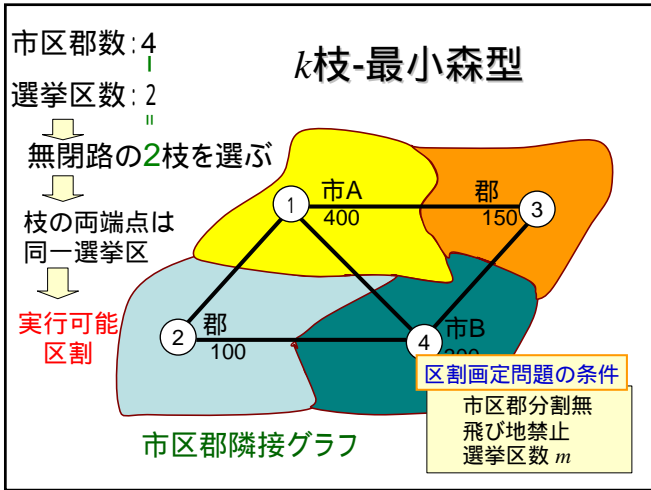 市区郡数:4
選挙区数:2
無閉路の2枝を選ぶ
枝の両端点は
同一選挙区
実行可能
区割
k枝-最小森型
1
市A
400
郡
150
3
2
郡
100
4
市B
区割画定問題の条件
市区郡分割無
飛び地禁止
選挙区数 m
市区郡隣接グラフ